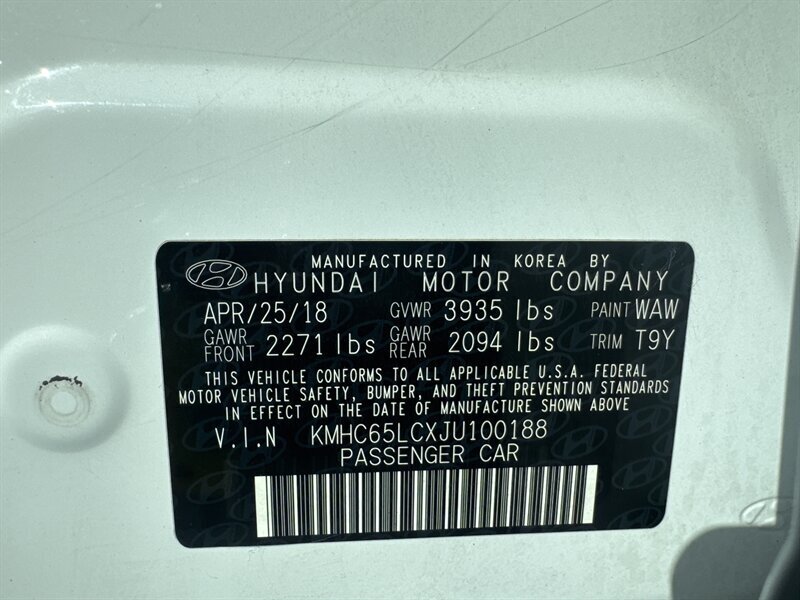 MANUFACTURED IN KOREA BY
HYUNDAI MOTOR COMPANY
APR/25/18 GVWR 3935 lbs PAINT WAW
GAWR FRONT 2271 lbs GAWR REAR 2094 lbs TRIM T9Y
THIS VEHICLE CONFORMS TO ALL APPLICABLE U.S.A. FEDERAL
MOTOR VEHICLE SAFETY, BUMPER, AND THEFT PREVENTION STANDARDS
IN EFFECT ON THE DATE OF MANUFACTURE SHOWN ABOVE
V.I.N KMHC65LCXJU100188
PASSENGER CAR